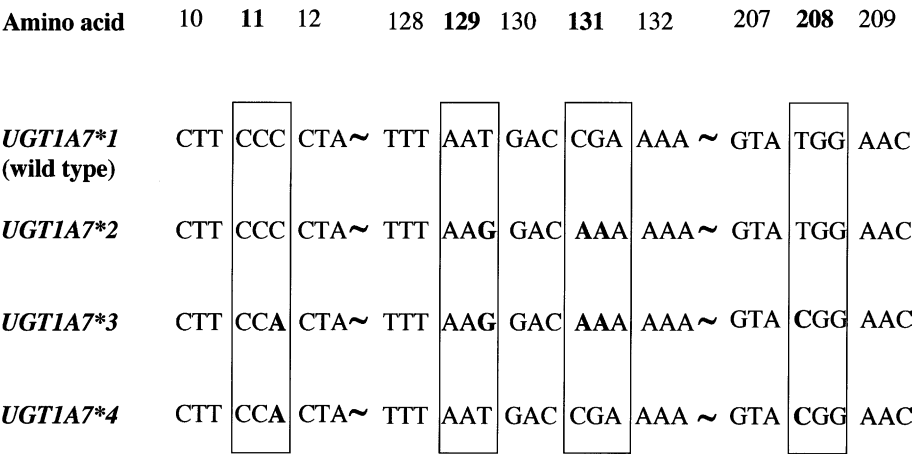 Amino acid 10 11 12 128 129 130 131 132 207 208 209
UGT1A7*1 CTT CCC CTA~ TTT AAT GAC CGA AAA ~ GTA TGG AAC
(wild type)
UGT1A7*2 CTT CCC CTA~ TTT AAG GAC AAA AAA~ GTA TGG AAC
UGT1A7*3 CTT CCA CTA~ TTT AAG GAC AAA AAA~ GTA CGG AAC
UGT1A7*4 CTT CCA CTA~ TTT AAT GAC CGA AAA ~ GTA CGG AAC